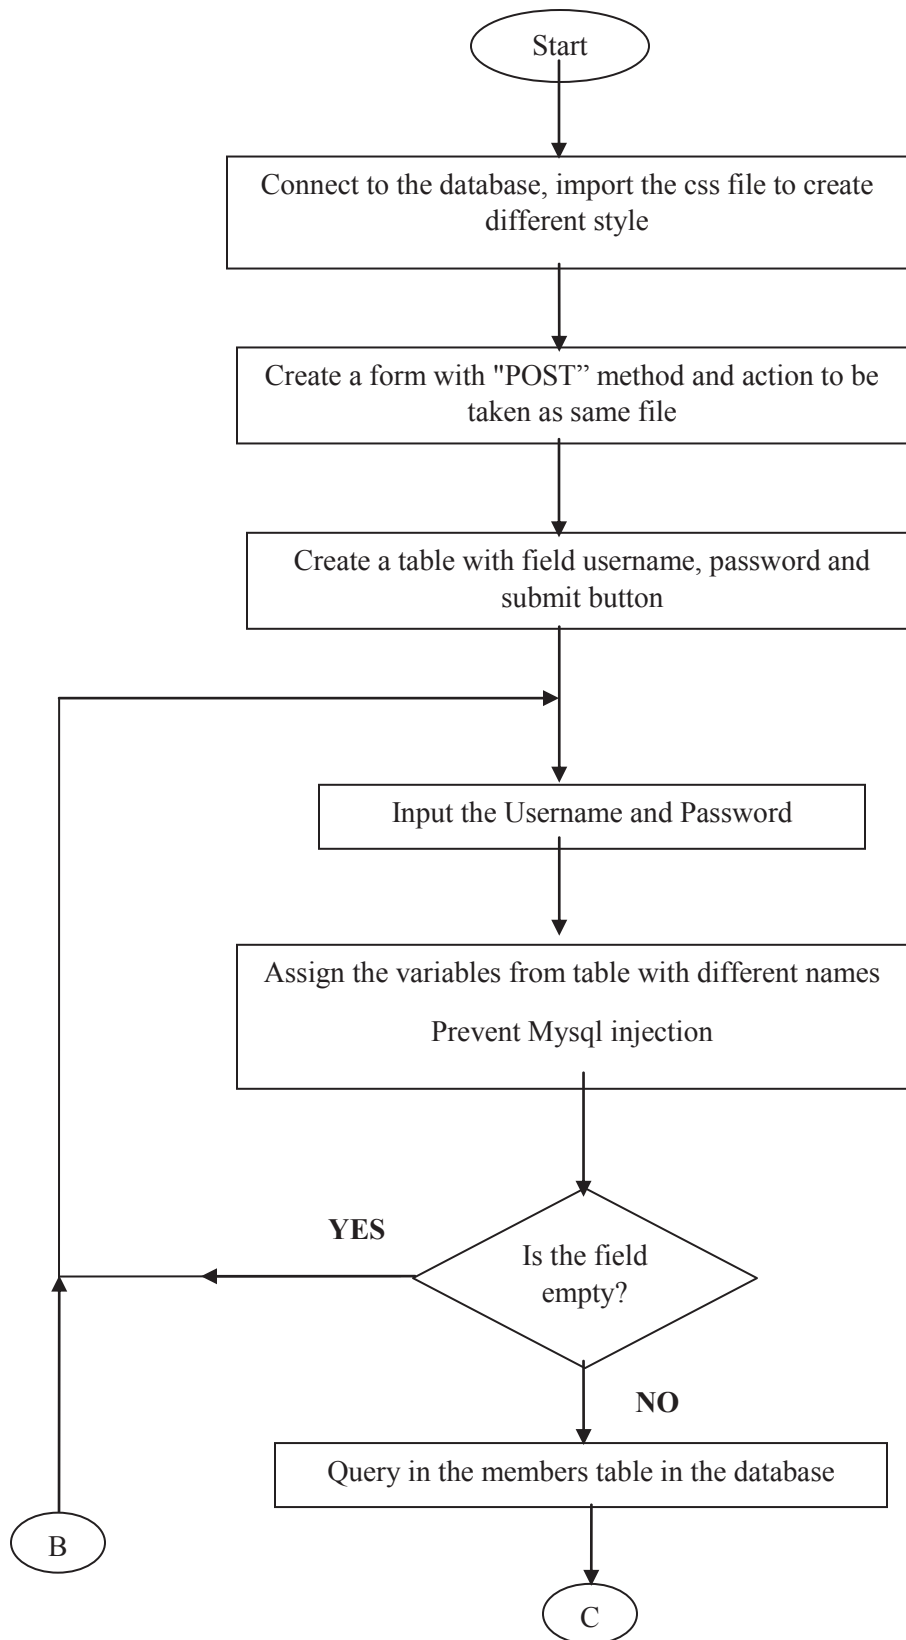 Start
Connect to the database, import the css file to create
different style
Create a form with "POST” method and action to be
taken as same file
Create a table with field username, password and
submit button
Input the Username and Password
Assign the variables from table with different names
Prevent Mysql injection
YES
Is the field
empty?
NO
Query in the members table in the database
B
C